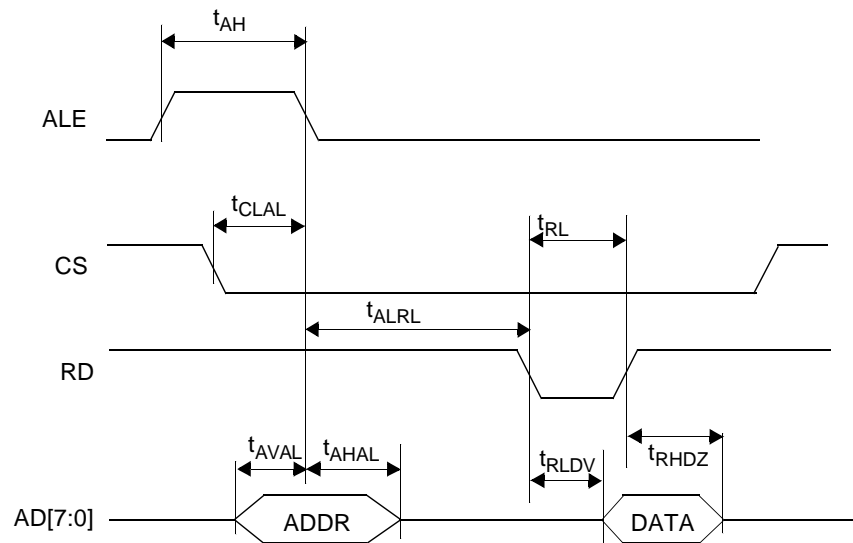 tAH
ALE
tCLAL
tRL
CS
tALRL
RD
tAVAL
tAHAL
tRLDV
tRHDZ
AD[7:0]
ADDR
DATA